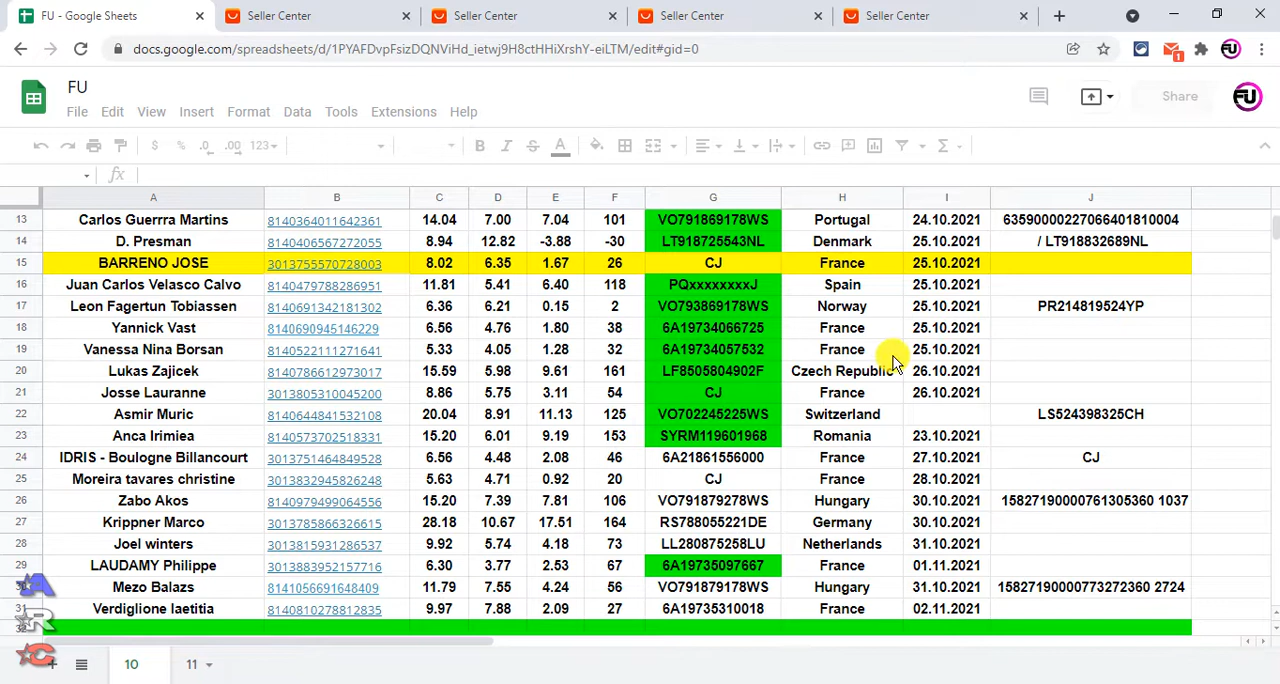 FU - Google Sheets × Seller Center × Seller Center × Seller Center × Seller Center × +
docs.google.com/spreadsheets/d/1PYAFDvpFsizDQNViHd_ietwj9H8ctHHiXrshY-eiLTM/edit#gid=0 1 FU
FU
File Edit View Insert Format Data Tools Extensions Help Share FU
$ % .0 .00 123 B I S A Σ
fx
A B C D E F G H I J
13 Carlos Guerrra Martins 8140364011642361 14.04 7.00 7.04 101 VO791869178WS Portugal 24.10.2021 63590000227066401810004
14 D. Presman 8140406567272055 8.94 12.82 -3.88 -30 LT918725543NL Denmark 25.10.2021 / LT918832689NL
15 BARRENO JOSE 3013755570728003 8.02 6.35 1.67 26 CJ France 25.10.2021
16 Juan Carlos Velasco Calvo 8140479788286951 11.81 5.41 6.40 118 PQxxxxxxxxJ Spain 25.10.2021
17 Leon Fagertun Tobiassen 8140691342181302 6.36 6.21 0.15 2 VO793869178WS Norway 25.10.2021 PR214819524YP
18 Yannick Vast 8140690945146229 6.56 4.76 1.80 38 6A19734066725 France 25.10.2021
19 Vanessa Nina Borsan 8140522111271641 5.33 4.05 1.28 32 6A19734057532 France 25.10.2021
20 Lukas Zajicek 8140786612973017 15.59 5.98 9.61 161 LF8505804902F Czech Republic 26.10.2021
21 Josse Lauranne 3013805310045200 8.86 5.75 3.11 54 CJ France 26.10.2021
22 Asmir Muric 8140644841532108 20.04 8.91 11.13 125 VO702245225WS Switzerland LS524398325CH
23 Anca Irimiea 8140573702518331 15.20 6.01 9.19 153 SYRM119601968 Romania 23.10.2021
24 IDRIS - Boulogne Billancourt 3013751464849528 6.56 4.48 2.08 46 6A21861556000 France 27.10.2021 CJ
25 Moreira tavares christine 3013832945826248 5.63 4.71 0.92 20 CJ France 28.10.2021
26 Zabo Akos 8140979499064556 15.20 7.39 7.81 106 VO791879278WS Hungary 30.10.2021 15827190000761305360 1037
27 Krippner Marco 3013785866326615 28.18 10.67 17.51 164 RS788055221DE Germany 30.10.2021
28 Joel winters 3013815931286537 9.92 5.74 4.18 73 LL280875258LU Netherlands 31.10.2021
29 LAUDAMY Philippe 3013883952157716 6.30 3.77 2.53 67 6A19735097667 France 01.11.2021
30 Mezo Balazs 8141056691648409 11.79 7.55 4.24 56 VO791879178WS Hungary 31.10.2021 15827190000773272360 2724
31 Verdiglione laetitia 8140810278812835 9.97 7.88 2.09 27 6A19735310018 France 02.11.2021
32
A
R
C
+ 10 11